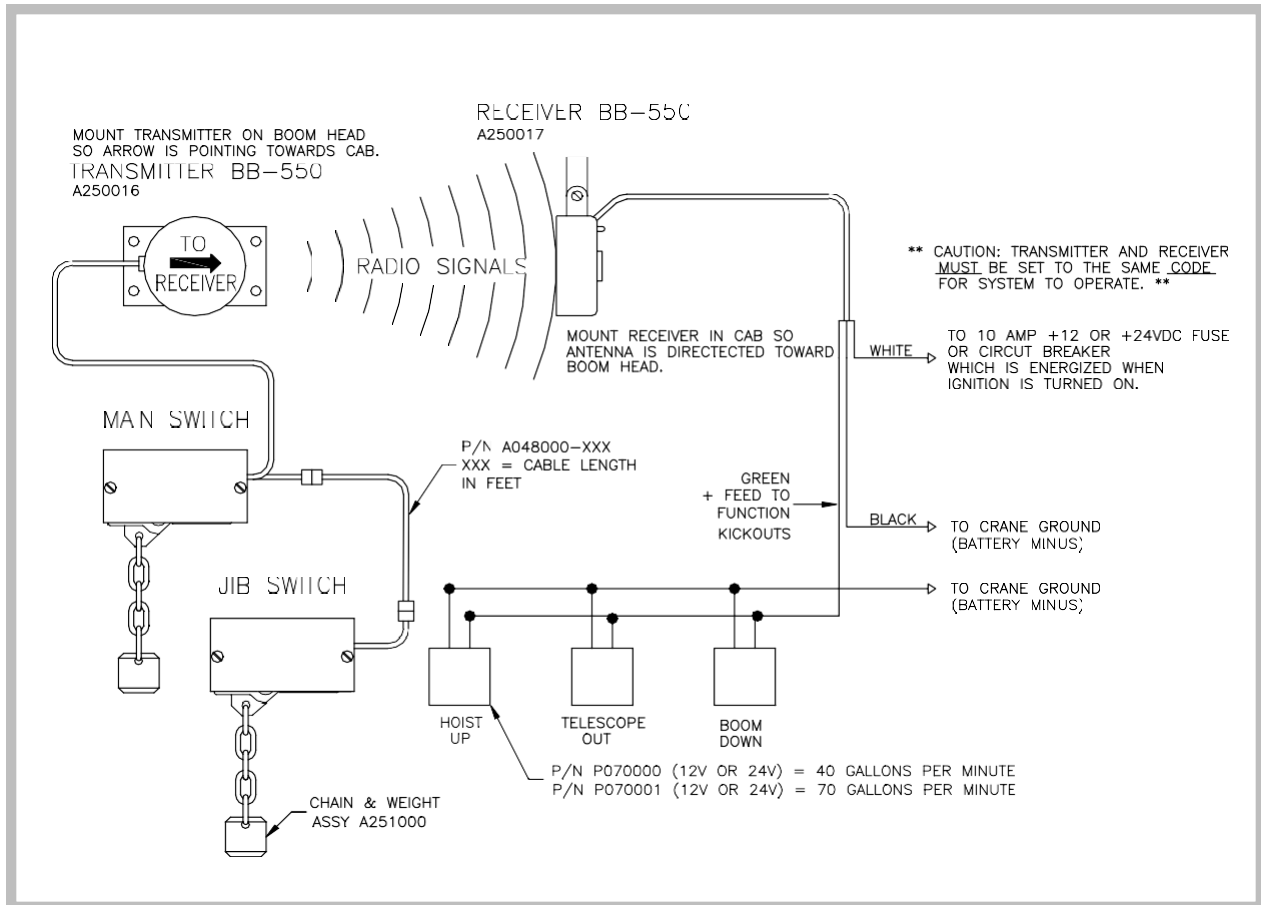 RECEIVER BB-550
A250017
MOUNT TRANSMITTER ON BOOM HEAD
SO ARROW IS POINTING TOWARDS CAB.
TRANSMITTER BB-550
A250016
TO
RECEIVER
RADIO SIGNALS
** CAUTION: TRANSMITTER AND RECEIVER
MUST BE SET TO THE SAME CODE
FOR SYSTEM TO OPERATE. **
MOUNT RECEIVER IN CAB SO
ANTENNA IS DIRECTECTED TOWARD
BOOM HEAD.
WHITE
TO 10 AMP +12 OR +24VDC FUSE
OR CIRCUT BREAKER
WHICH IS ENERGIZED WHEN
IGNITION IS TURNED ON.
MAIN SWITCH
P/N A048000-XXX
XXX = CABLE LENGTH
IN FEET
GREEN
+ FEED TO
FUNCTION
KICKOUTS
BLACK
TO CRANE GROUND
(BATTERY MINUS)
JIB SWITCH
TO CRANE GROUND
(BATTERY MINUS)
HOIST
UP
TELESCOPE
OUT
BOOM
DOWN
P/N P070000 (12V OR 24V) = 40 GALLONS PER MINUTE
P/N P070001 (12V OR 24V) = 70 GALLONS PER MINUTE
CHAIN & WEIGHT
ASSY A251000